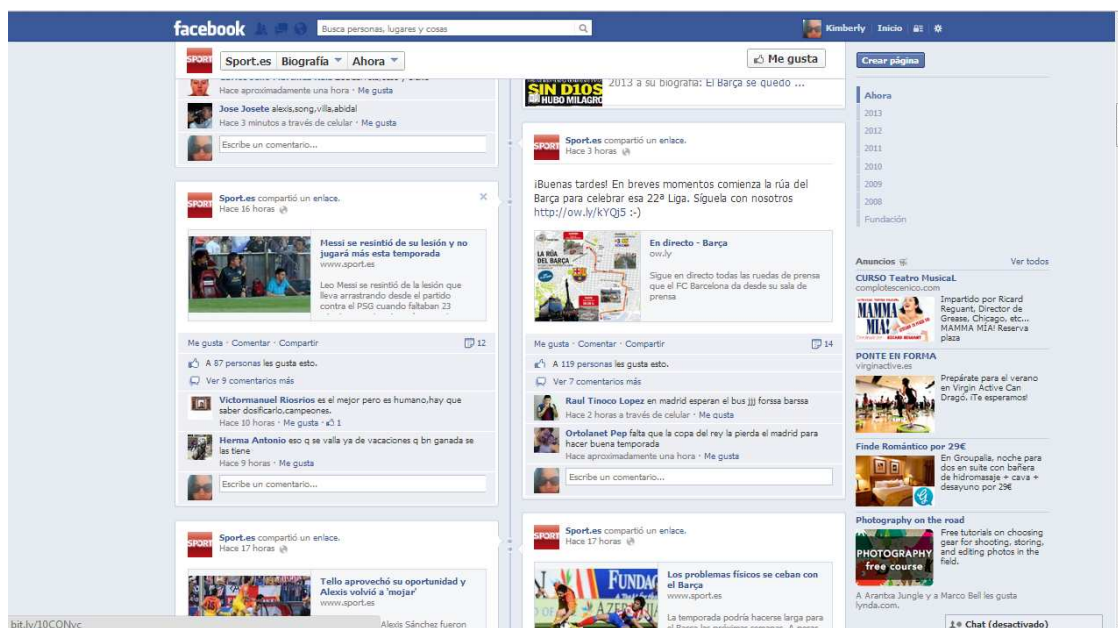 facebook
Busca personas, lugares y cosas
Kimberly Inicio
SPORT Sport.es Biografía Ahora
Me gusta
Hace aproximadamente una hora · Me gusta
Jose Josete alexis,song,villa,abidal
Hace 3 minutos a través de celular · Me gusta
Escribe un comentario...
SPORT
Sport.es compartió un enlace.
Hace 16 horas
Messi se resintió de su lesión y no
jugará más esta temporada
www.sport.es
Leo Messi se resintió de la lesión que
lleva arrastrando desde el partido
contra el PSG cuando faltaban 23
Me gusta · Comentar · Compartir
12
A 87 personas les gusta esto.
Ver 9 comentarios más
Victormanuel Riosrios es el mejor pero es humano,hay que
saber dosificarlo.campeones.
Hace 10 horas · Me gusta · 1
Herma Antonio eso q se valla ya de vacaciones q bn ganada se
las tiene
Hace 9 horas · Me gusta
Escribe un comentario...
SPORT
Sport.es compartió un enlace.
Hace 17 horas
Tello aprovechó su oportunidad y
Alexis volvió a 'mojar'
www.sport.es
Alexis Sánchez fueron
bit.ly/10CONvc
SIN D10S
HUBO MILAGRO
2013 a su biografía: El Barça se quedó ...
SPORT
Sport.es compartió un enlace.
Hace 3 horas
¡Buenas tardes! En breves momentos comienza la rúa del
Barça para celebrar esa 22ª Liga. Síguela con nosotros
http://ow.ly/kYQj5 :-)
LA RÚA
DEL BARÇA
En directo - Barça
ow.ly
Sigue en directo todas las ruedas de prensa
que el FC Barcelona da desde su sala de
prensa
Me gusta · Comentar · Compartir
14
A 119 personas les gusta esto.
Ver 7 comentarios más
Raul Tinoco Lopez en madrid esperan el bus jjj forssa barssa
Hace 2 horas a través de celular · Me gusta
Ortolanet Pep falta que la copa del rey la pierda el madrid para
hacer buena temporada
Hace aproximadamente una hora · Me gusta
Escribe un comentario...
SPORT
Sport.es compartió un enlace.
Hace 17 horas
Los problemas físicos se ceban con
el Barça
www.sport.es
La temporada podría hacerse larga para
Crear página
Ahora
2013
2012
2011
2010
2009
2008
Fundación
Anuncios
Ver todos
CURSO Teatro MusicaL
complotescenico.com
MAMMA
MIA!
Impartido por Ricard
Reguant, Director de
Grease, Chicago, etc...
MAMMA MIA! Reserva
plaza
PONTE EN FORMA
virginactive.es
Prepárate para el verano
en Virgin Active Can
Dragó. ¡Te esperamos!
Finde Romántico por 29€
En Groupalia, noche para
dos en suite con bañera
de hidromasaje + cava +
desayuno por 29€
Photography on the road
PHOTOGRAPHY
free course
Free tutorials on choosing
gear for shooting, storing,
and editing photos in the
field.
A Arantxa Jungle y a Marco Bell les gusta
lynda.com.
Chat (desactivado)